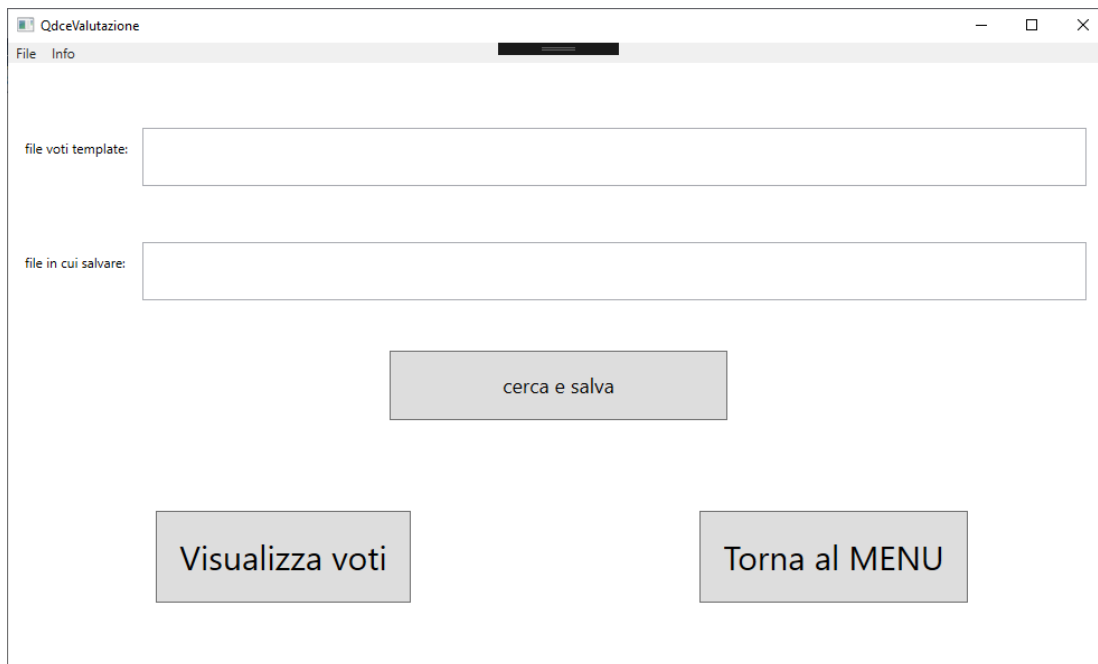 QdceValutazione
File Info
file voti template:
file in cui salvare:
cerca e salva
Visualizza voti Torna al MENU